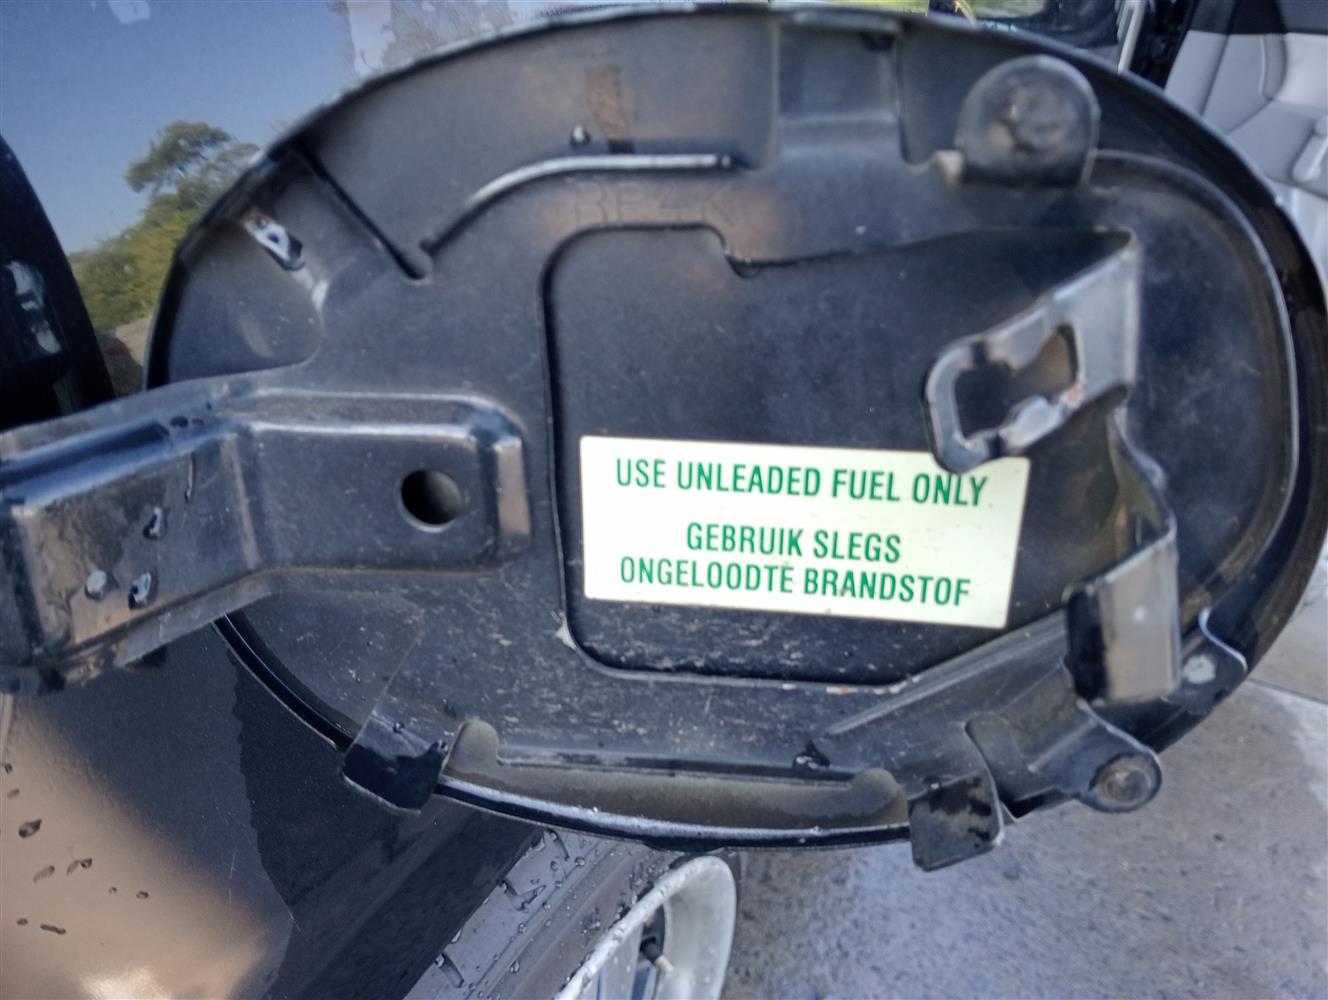 USE UNLEADED FUEL ONLY
GEBRUIK SLEGS
ONGELOODTE BRANDSTOF